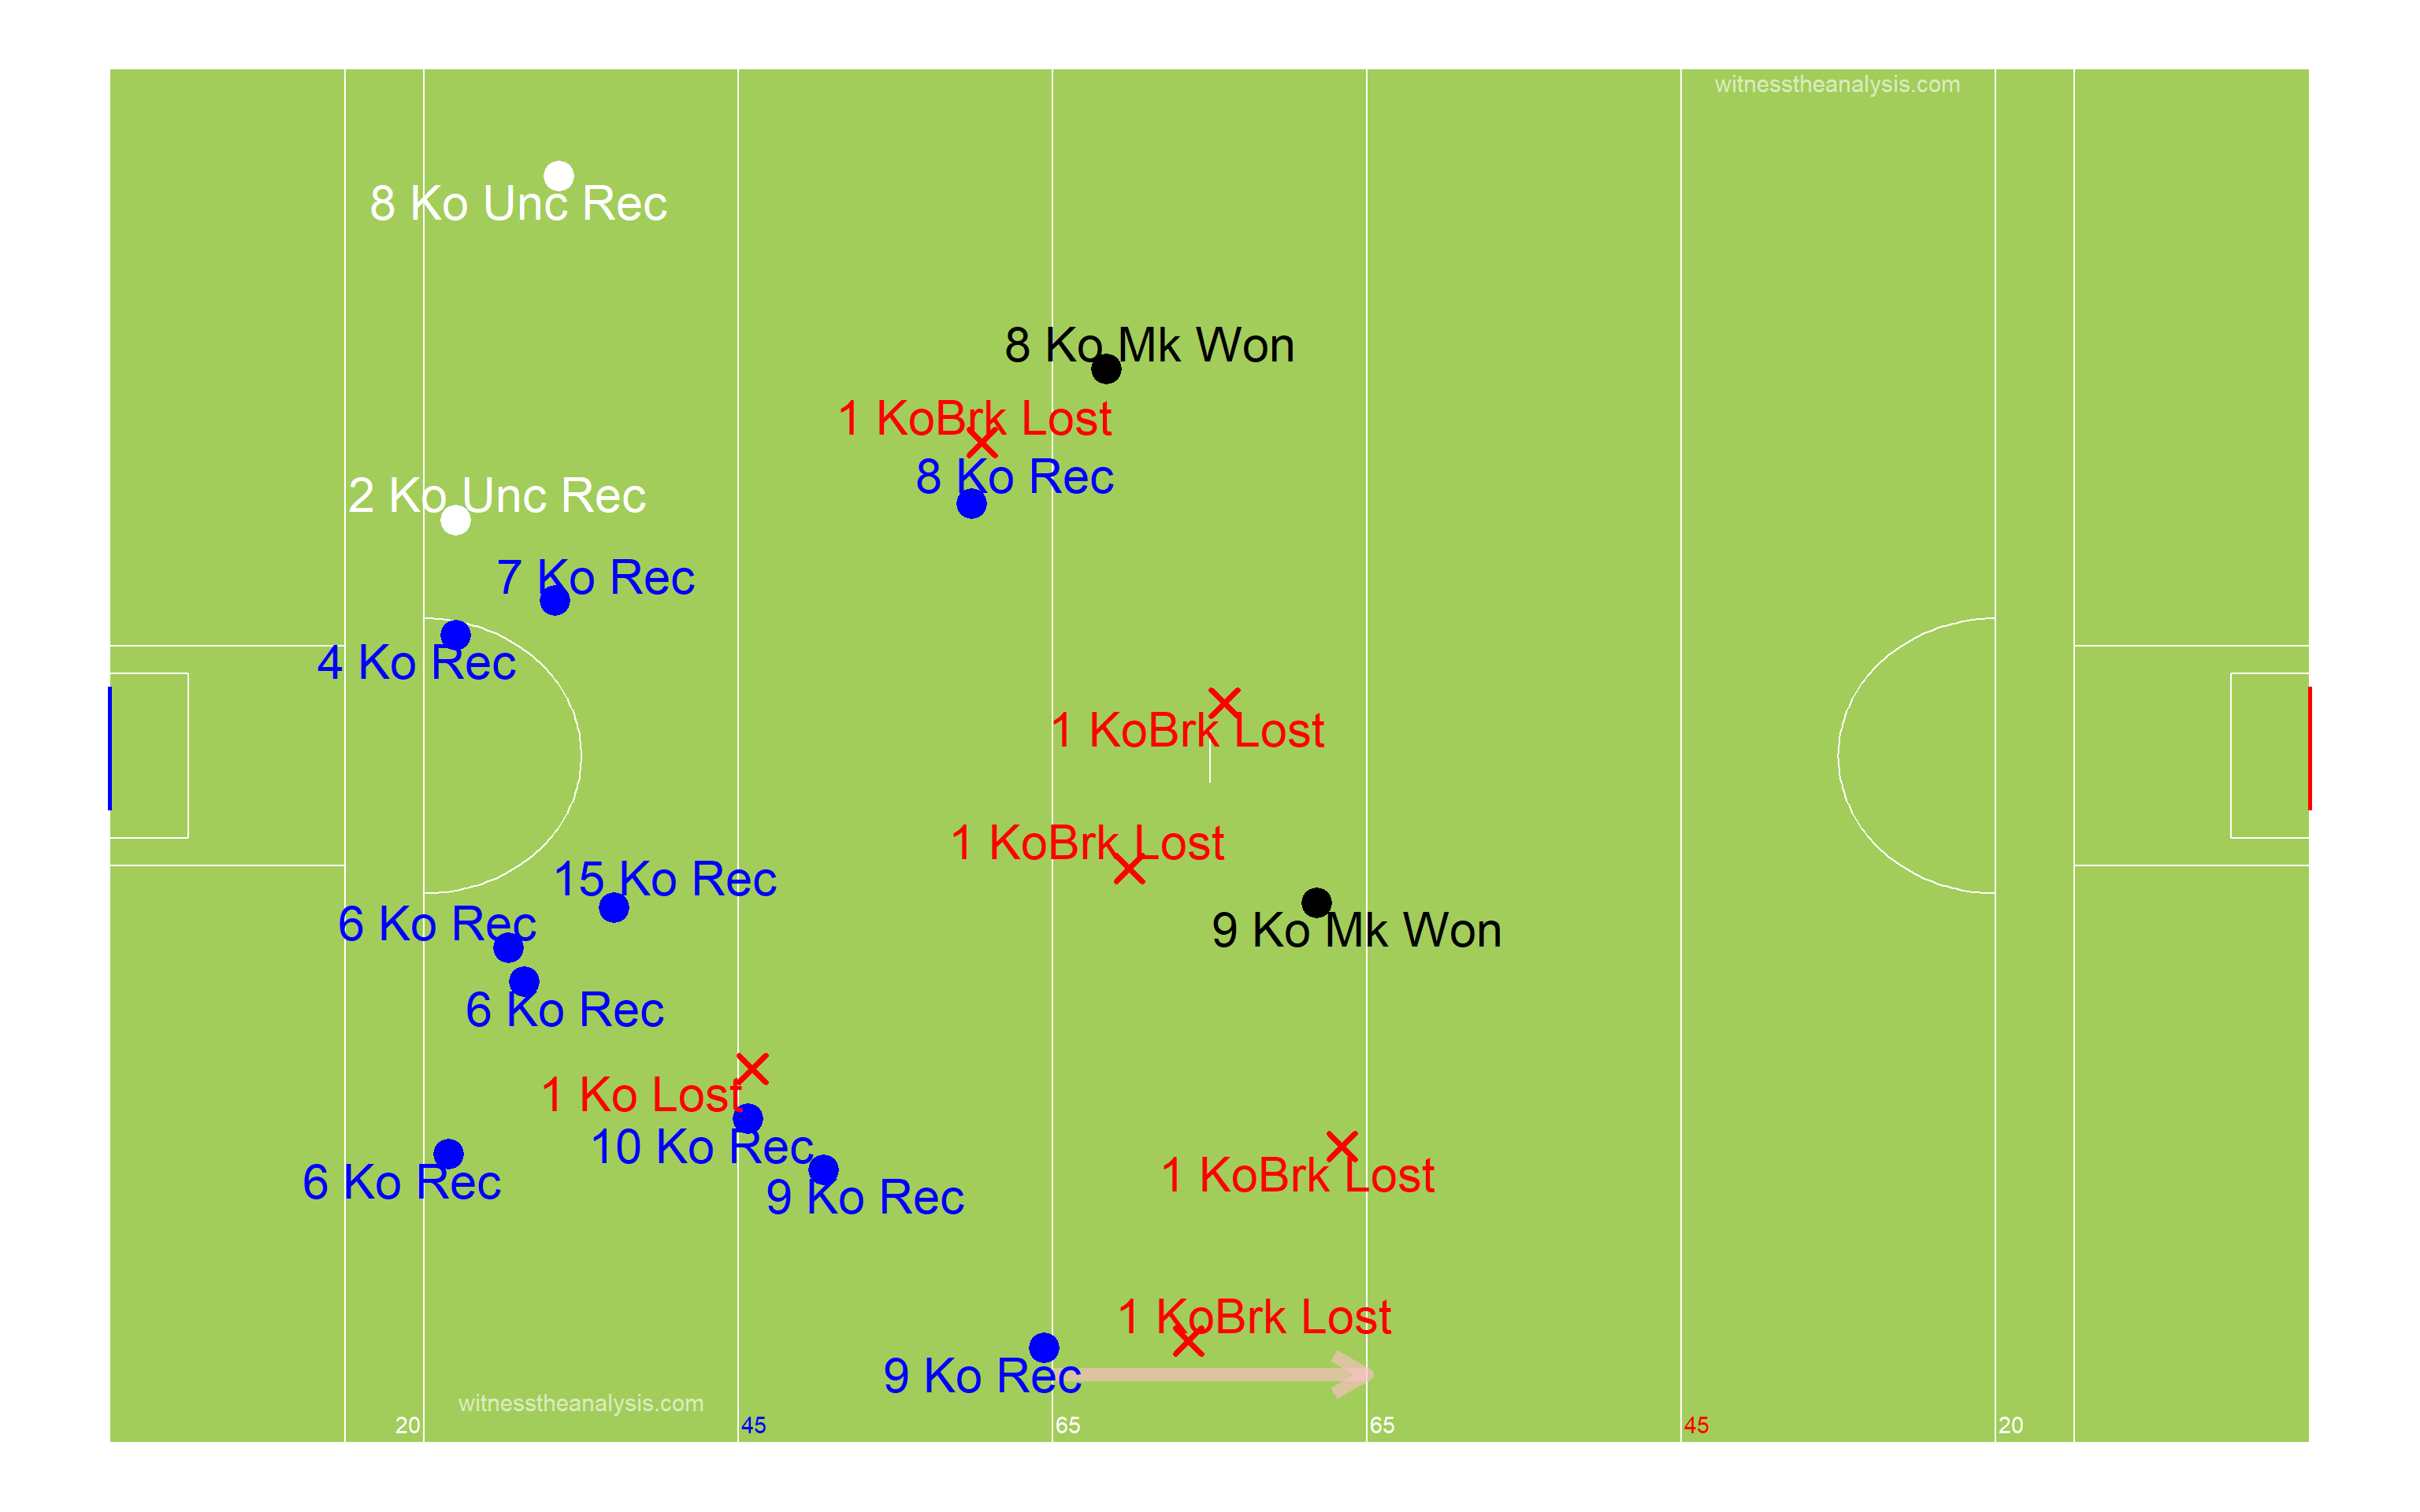 witnesstheanalysis.com
8 Ko Unc Rec
8 Ko Mk Won
1 KoBrk Lost
8 Ko Rec
2 Ko Unc Rec
7 Ko Rec
4 Ko Rec
1 KoBrk Lost
1 KoBrk Lost
15 Ko Rec
6 Ko Rec
9 Ko Mk Won
6 Ko Rec
1 Ko Lost
10 Ko Rec
6 Ko Rec
9 Ko Rec
1 KoBrk Lost
1 KoBrk Lost
9 Ko Rec
witnesstheanalysis.com
20
45
65
65
45
20